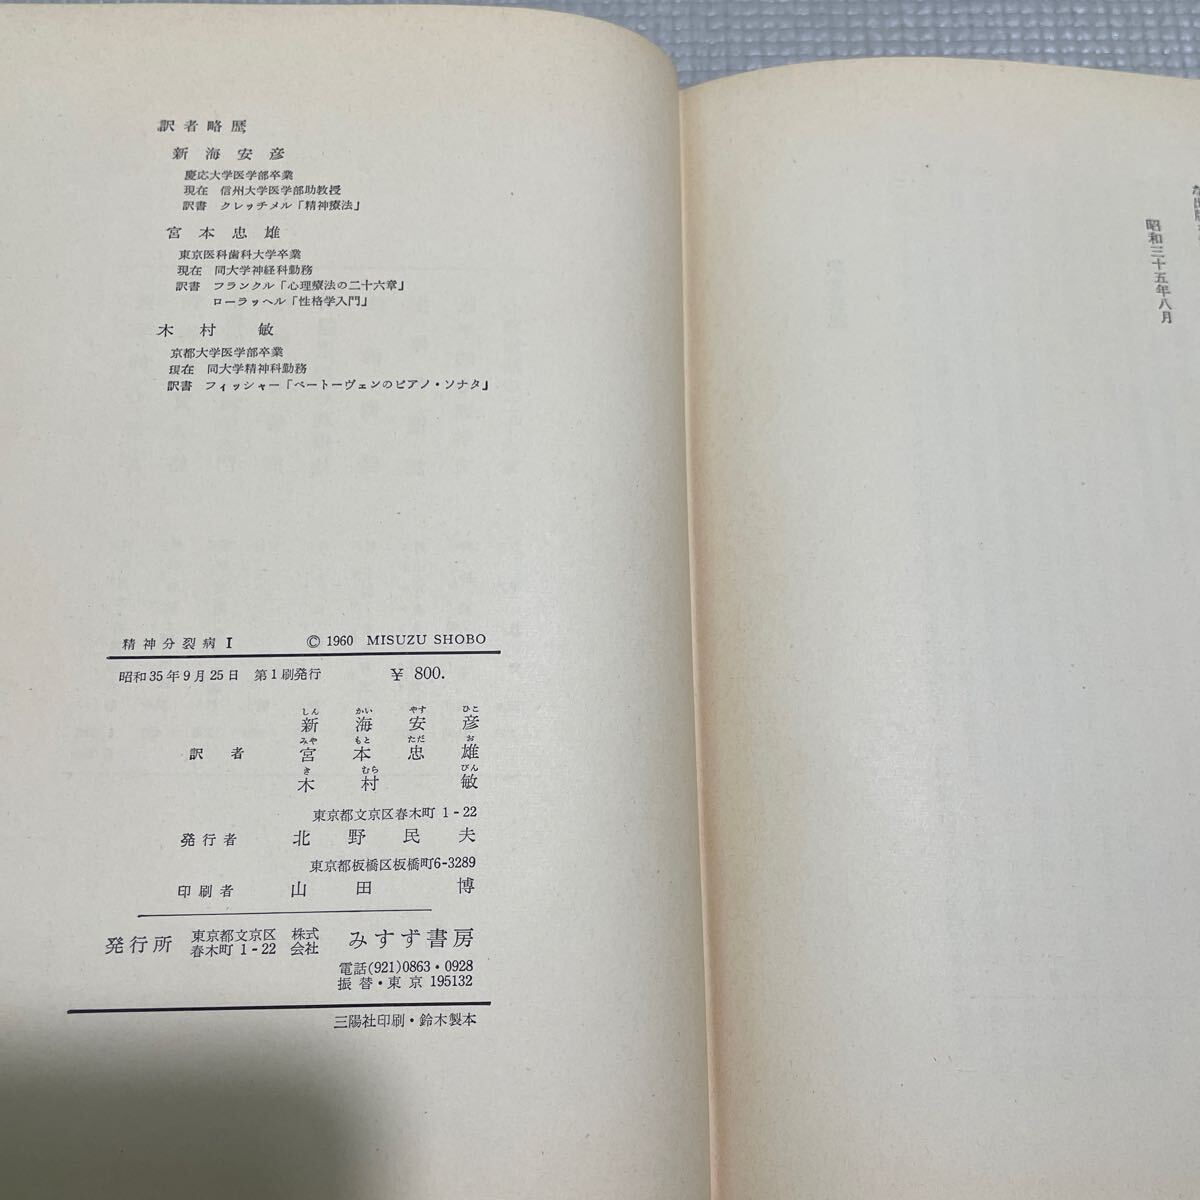 訳者略歴
新海安彦
慶応大学医学部卒業
現在 信州大学医学部助教授
訳書 クレッチメル「精神療法」
宮本忠雄
東京医科歯科大学卒業
現在 同大学神経科勤務
訳書 フランクル「心理療法の二十六章」
ローラッヘル「性格学入門」
木村 敏
京都大学医学部卒業
現在 同大学精神科勤務
訳書 フィッシャー「ベートーヴェンのピアノ・ソナタ」
精神分裂病 I © 1960 MISUZU SHOBO
昭和35年9月25日 第1刷発行 ¥ 800.
しん かい やす ひこ
新海安彦
みや もと ただ お
訳者 宮本忠雄
き むら びん
木村 敏
東京都文京区春木町 1-22
発行者 北野民夫
東京都板橋区板橋町6-3289
印刷者 山田 博
発行所 東京都文京区春木町 1-22 株式会社 みすず書房
電話(921)0863・0928
振替・東京 195132
三陽社印刷・鈴木製本
昭和三十五年八月